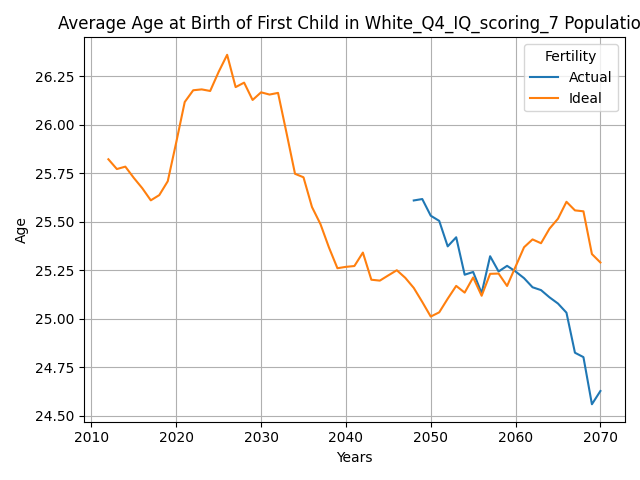 Average Age at Birth of First Child in White_Q4_IQ_scoring_7 Populatio
Fertility
Actual
Ideal
26.25
26.00
25.75
25.50
25.25
25.00
24.75
24.50
Age
2010 2020 2030 2040 2050 2060 2070
Years